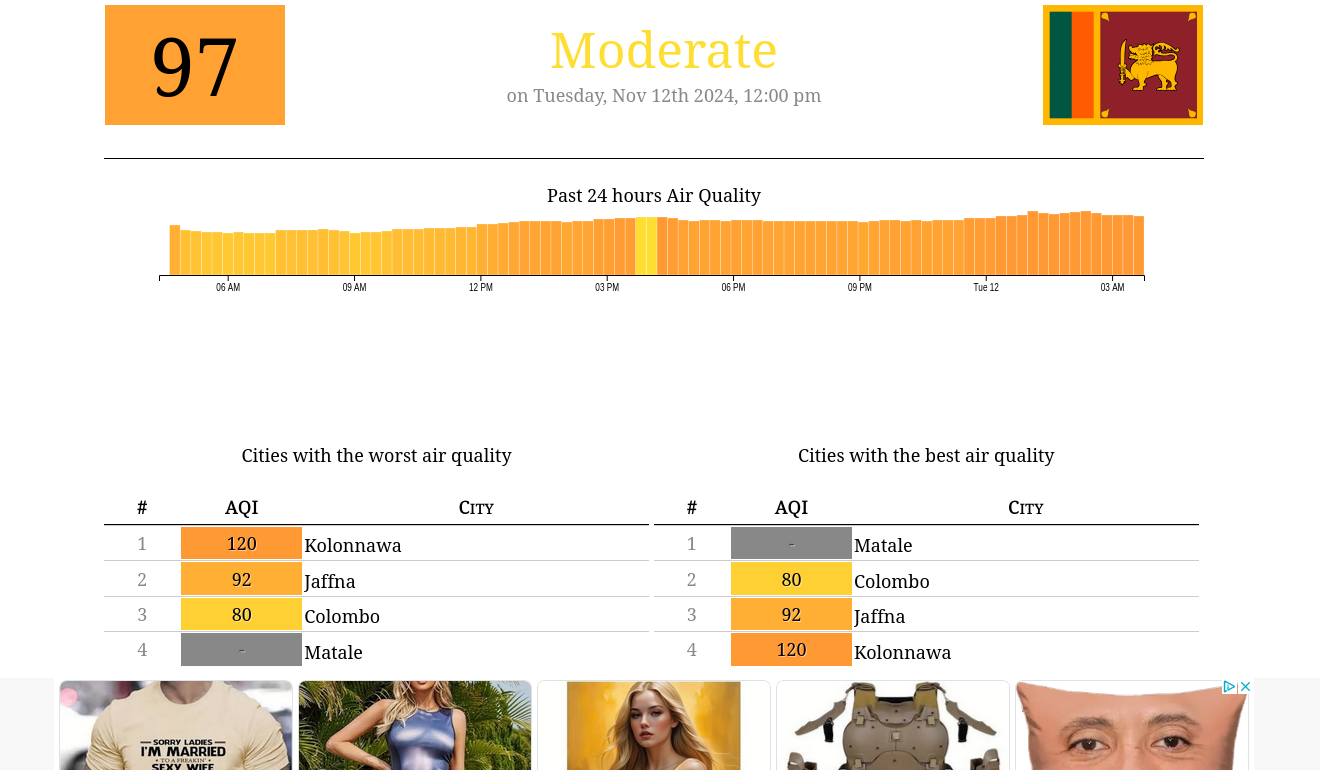 97
Moderate
on Tuesday, Nov 12th 2024, 12:00 pm
Past 24 hours Air Quality
06 AM 09 AM 12 PM 03 PM 06 PM 09 PM Tue 12 03 AM
Cities with the worst air quality
# AQI City
1 120 Kolonnawa
2 92 Jaffna
3 80 Colombo
4 - Matale
Cities with the best air quality
# AQI City
1 - Matale
2 80 Colombo
3 92 Jaffna
4 120 Kolonnawa
SORRY LADIES
I'M MARRIED
TO A FREAKIN'
SEXY WIFE